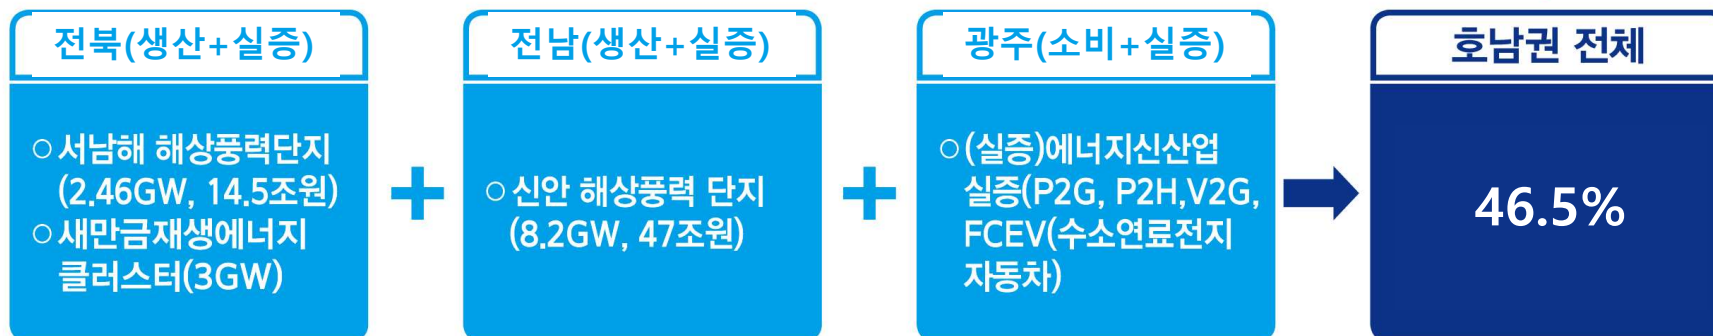 전북(생산+실증)
○ 서남해 해상풍력단지
(2.46GW, 14.5조원)
○ 새만금재생에너지
클러스터(3GW)
+
전남(생산+실증)
○ 신안 해상풍력 단지
(8.2GW, 47조원)
+
광주(소비+실증)
○ (실증)에너지신산업
실증(P2G, P2H,V2G,
FCEV(수소연료전지
자동차)
호남권 전체
46.5%